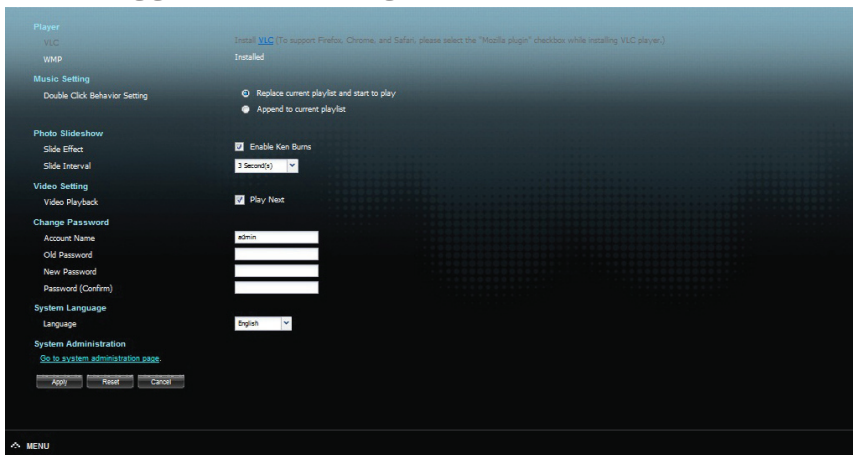 Player
VLC Install VLC (To support Firefox, Chrome, and Safari, please select the "Mozilla plugin" checkbox while installing VLC player.)
WMP Installed
Music Setting
Double Click Behavior Setting Replace current playlist and start to play
Append to current playlist
Photo Slideshow
Slide Effect Enable Ken Burns
Slide Interval 3 Second(s)
Video Setting
Video Playback Play Next
Change Password
Account Name admin
Old Password
New Password
Password (Confirm)
System Language
Language English
System Administration
Go to system administration page.
Apply Reset Cancel
MENU